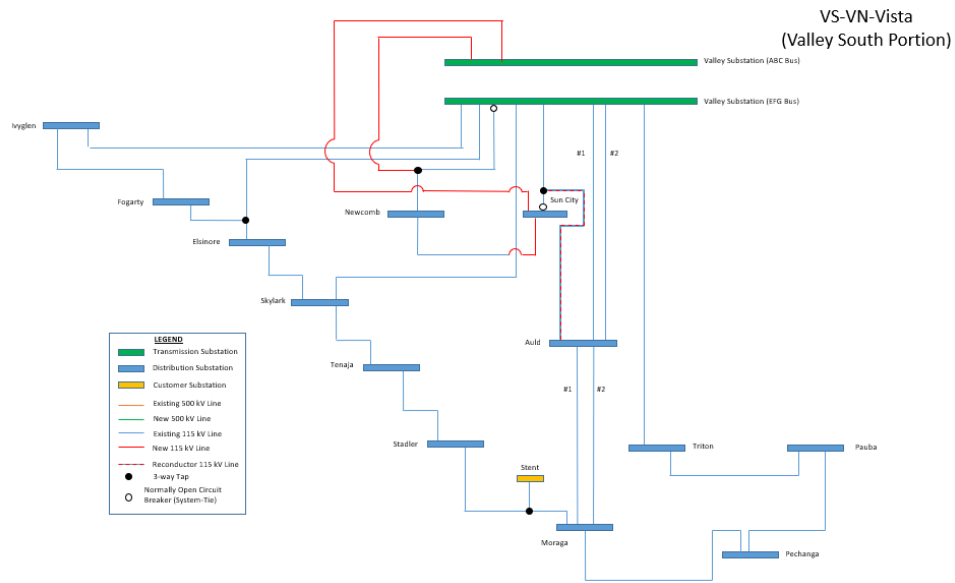 VS-VN-Vista
(Valley South Portion)
Valley Substation (ABC Bus)
Valley Substation (EFG Bus)
Ivyglen
#1
#2
Fogarty
Newcomb
Sun City
Elsinore
Skylark
Auld
Tenaja
#1
#2
Stadler
Triton
Pauba
Stent
Moraga
Pechanga
LEGEND
Transmission Substation
Distribution Substation
Customer Substation
Existing 500 kV Line
New 500 kV Line
Existing 115 kV Line
New 115 kV Line
Reconductor 115 kV Line
3-way Tap
Normally Open Circuit
Breaker (System-Tie)